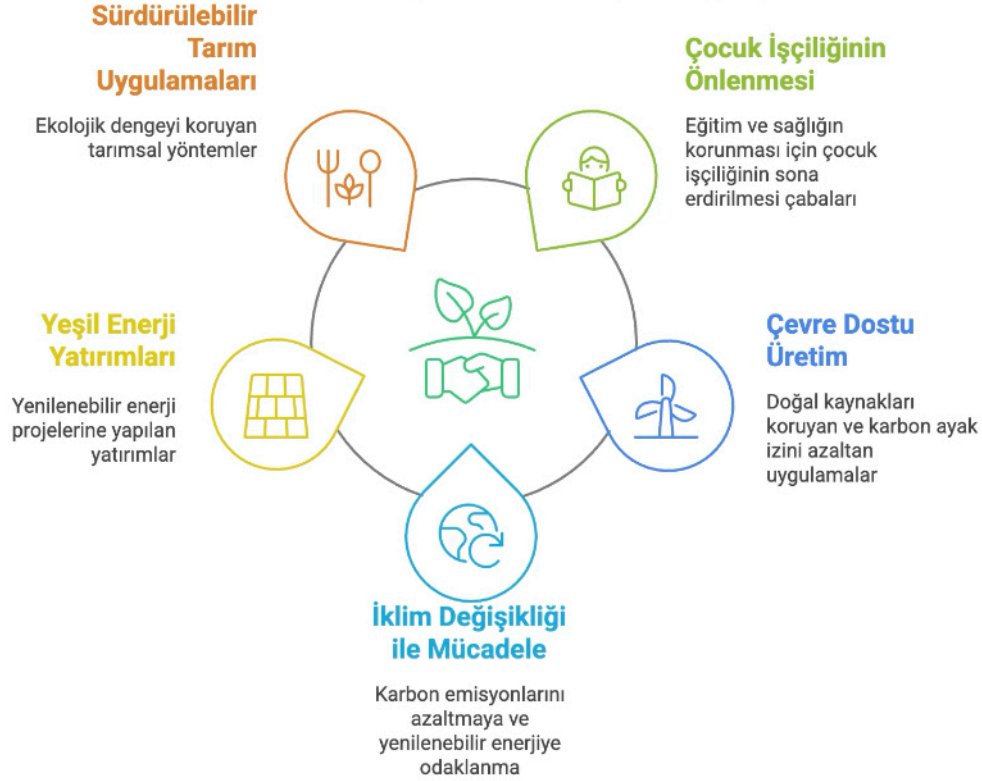 Sürdürülebilir
Tarım
Uygulamaları
Ekolojik dengeyi koruyan
tarımsal yöntemler
Çocuk İşçiliğinin
Önlenmesi
Eğitim ve sağlığın
korunması için çocuk
işçiliğinin sona
erdirilmesi çabaları
Yeşil Enerji
Yatırımları
Yenilenebilir enerji
projelerine yapılan
yatırımlar
Çevre Dostu
Üretim
Doğal kaynakları
koruyan ve karbon ayak
izini azaltan
uygulamalar
İklim Değişikliği
ile Mücadele
Karbon emisyonlarını
azaltmaya ve
yenilenebilir enerjiye
odaklanma